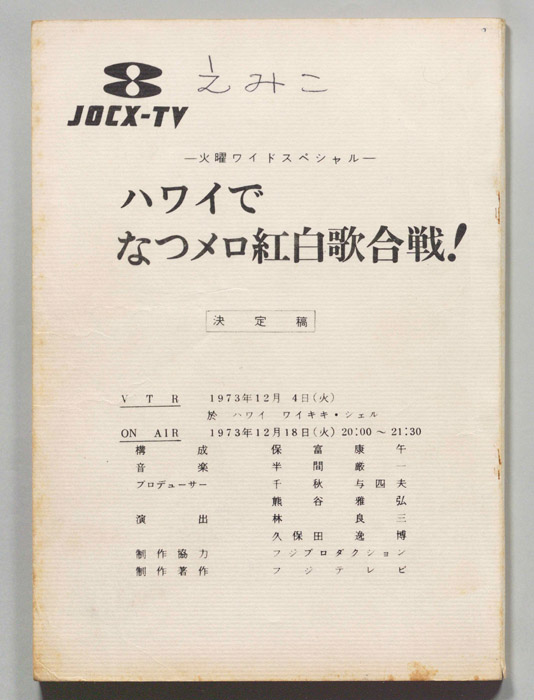 えみこ
JOCX-TV
—火曜ワイドスペシャル—
ハワイで
なつメロ紅白歌合戦!
決定稿
VTR 1973年12月 4日(火)
於 ハワイ ワイキキ・シェル
ON AIR 1973年12月18日(火) 20:00～21:30
構成 保富康午
音楽 半間厳一
プロデューサー 千秋与四夫
熊谷雅弘
演出 林良三
久保田逸博
制作協力 フジプロダクション
制作著作 フジテレビ